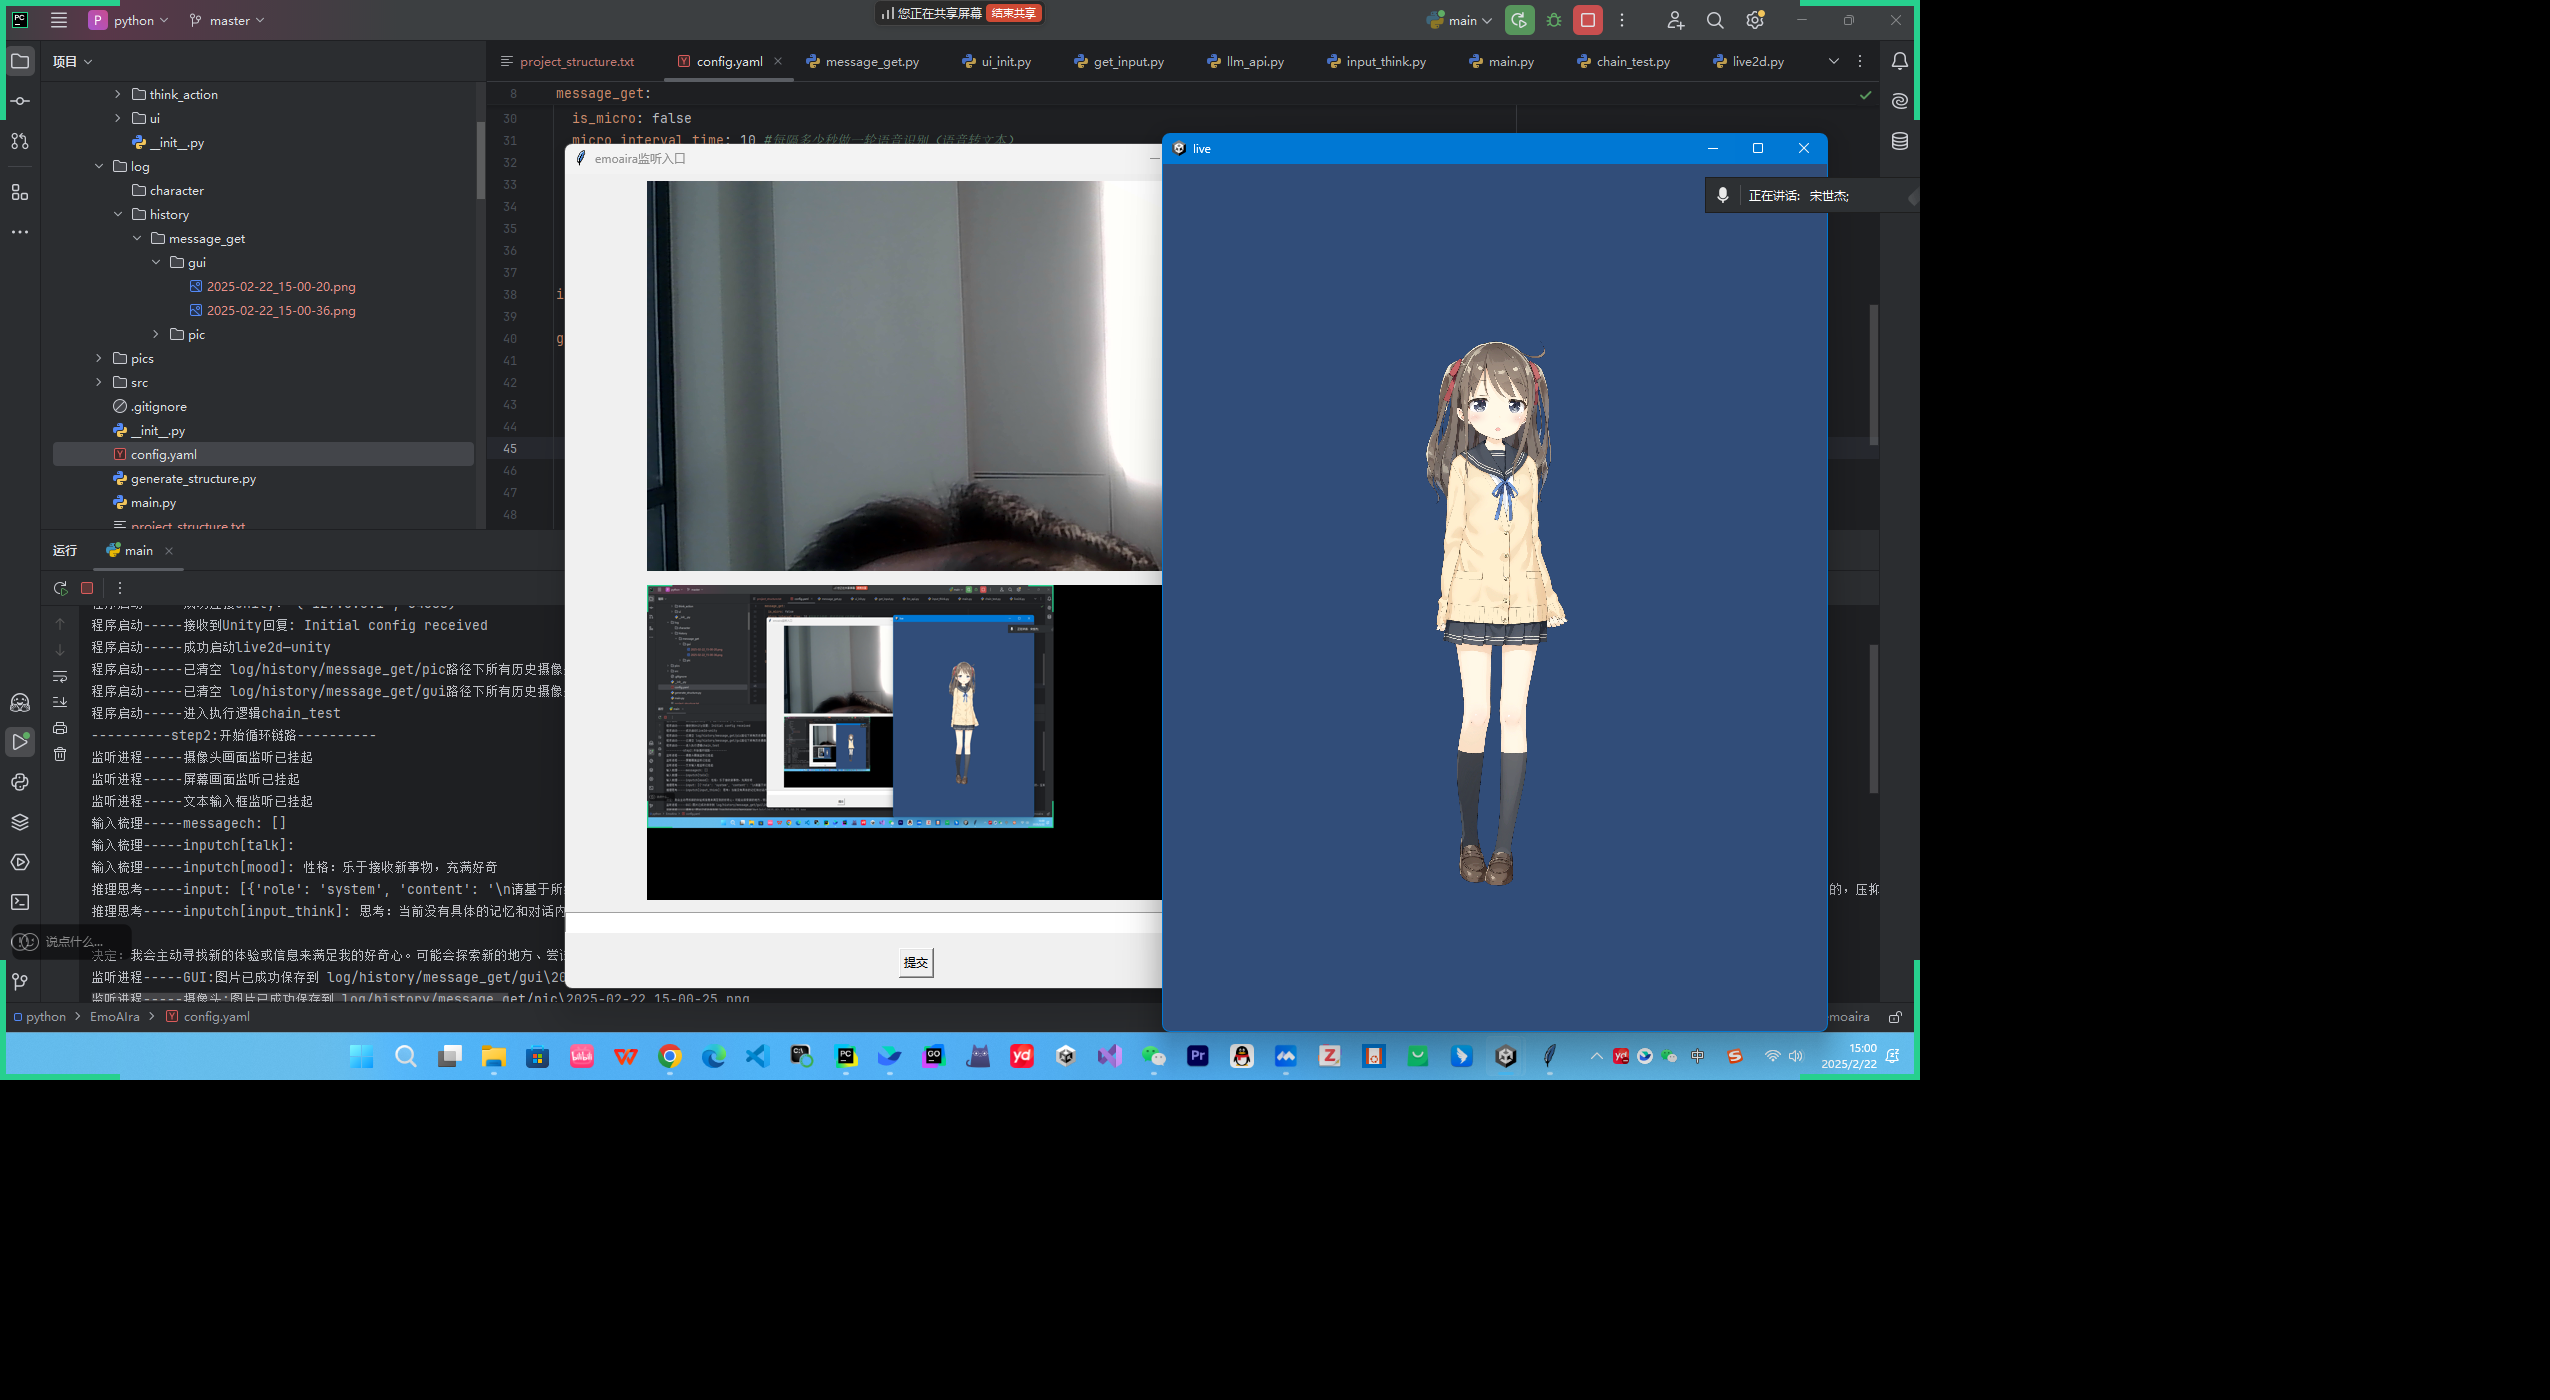 PC
P python
master
您正在共享屏幕 结束共享
main
项目
project_structure.txt
config.yaml
message_get.py
ui_init.py
get_input.py
llm_api.py
input_think.py
main.py
chain_test.py
live2d.py
think_action
ui
__init__.py
log
character
history
message_get
gui
2025-02-22_15-00-20.png
2025-02-22_15-00-36.png
pic
pics
src
.gitignore
__init__.py
config.yaml
generate_structure.py
main.py
project_structure.txt
8 message_get:
30 is_micro: false
31 micro_interval_time: 10 #每隔多少秒做一轮语音识别（语音转文本）
32
33
34
35
36
37
38 i
39
40 g
41
42
43
44
45
46
47
48
emoaira监听入口
提交
live
正在讲话: 宋世杰;
运行
main
程序启动-----接收到Unity回复: Initial config received
程序启动-----成功启动live2d-unity
程序启动-----已清空 log/history/message_get/pic路径下所有历史摄像
程序启动-----已清空 log/history/message_get/gui路径下所有历史摄像
程序启动-----进入执行逻辑chain_test
----------step2:开始循环链路----------
监听进程-----摄像头画面监听已挂起
监听进程-----屏幕画面监听已挂起
监听进程-----文本输入框监听已挂起
输入梳理-----messagech: []
输入梳理-----inputch[talk]:
输入梳理-----inputch[mood]: 性格：乐于接收新事物，充满好奇
推理思考-----input: [{'role': 'system', 'content': '\n请基于所 的，压抑
推理思考-----inputch[input_think]: 思考：当前没有具体的记忆和对话内
决定：我会主动寻找新的体验或信息来满足我的好奇心。可能会探索新的地方、尝试
监听进程-----GUI:图片已成功保存到 log/history/message_get/gui\20
监听进程-----摄像头:图片已成功保存到 log/history/message_get/pic\2025-02-22_15-00-25.png
说点什么...
python > EmoAIra > config.yaml
emoaira
15:00
2025/2/22